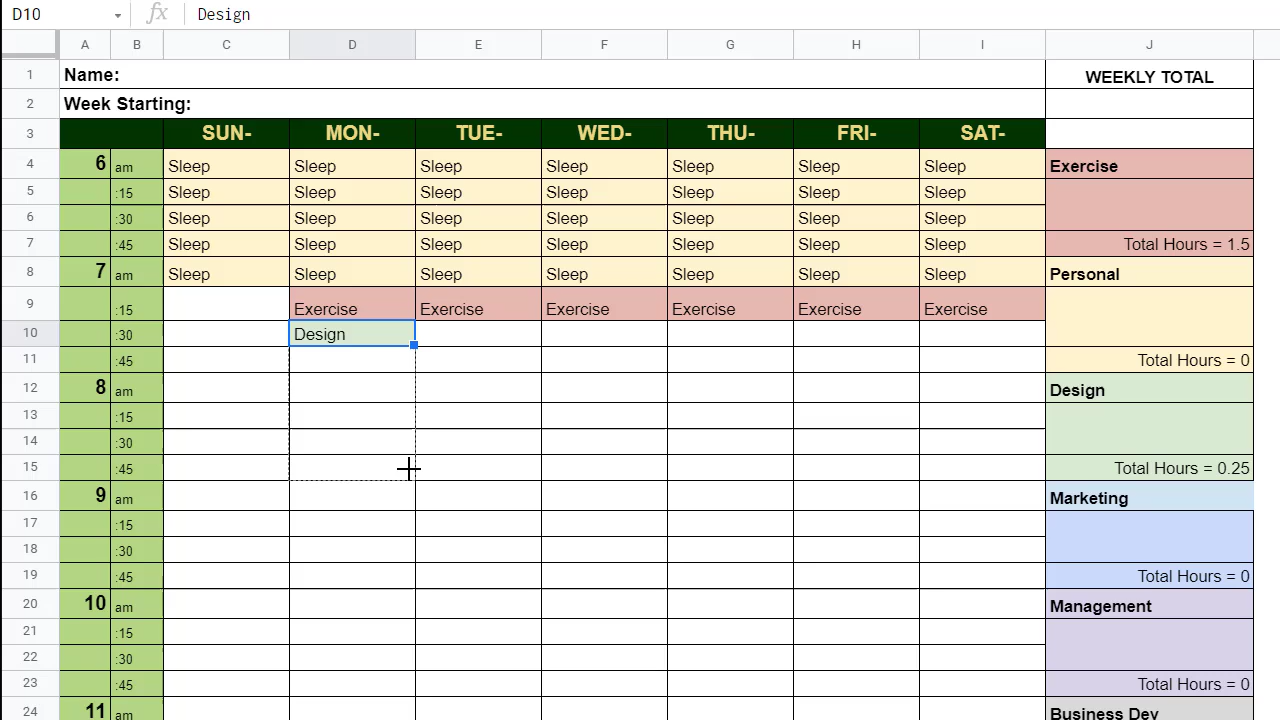 D10 fx Design
A B C D E F G H I J
1 Name: WEEKLY TOTAL
2 Week Starting:
3 SUN- MON- TUE- WED- THU- FRI- SAT-
4 6 am Sleep Sleep Sleep Sleep Sleep Sleep Sleep Exercise
5 :15 Sleep Sleep Sleep Sleep Sleep Sleep Sleep
6 :30 Sleep Sleep Sleep Sleep Sleep Sleep Sleep
7 :45 Sleep Sleep Sleep Sleep Sleep Sleep Sleep Total Hours = 1.5
8 7 am Sleep Sleep Sleep Sleep Sleep Sleep Sleep Personal
9 :15 Exercise Exercise Exercise Exercise Exercise Exercise
10 :30 Design
11 :45 Total Hours = 0
12 8 am Design
13 :15
14 :30
15 :45 Total Hours = 0.25
16 9 am Marketing
17 :15
18 :30
19 :45 Total Hours = 0
20 10 am Management
21 :15
22 :30
23 :45 Total Hours = 0
24 11 am Business Dev